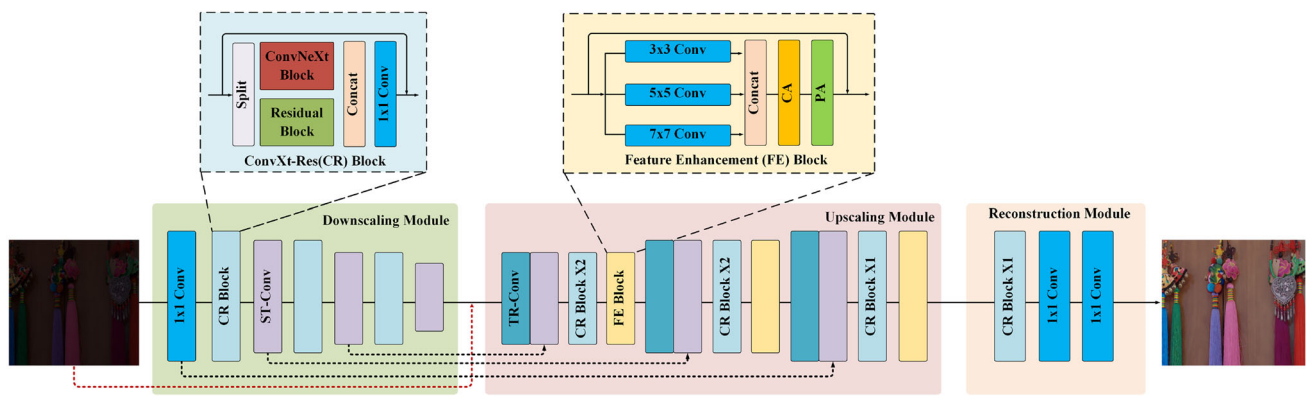 Split
ConvNeXt
Block
Residual
Block
Concat
1x1 Conv
ConvXt-Res(CR) Block
3x3 Conv
5x5 Conv
7x7 Conv
Concat
CA
PA
Feature Enhancement (FE) Block
Downscaling Module
1x1 Conv
CR Block
ST-Conv
Upscaling Module
TR-Conv
CR Block X2
FE Block
CR Block X2
CR Block X1
Reconstruction Module
CR Block X1
1x1 Conv
1x1 Conv